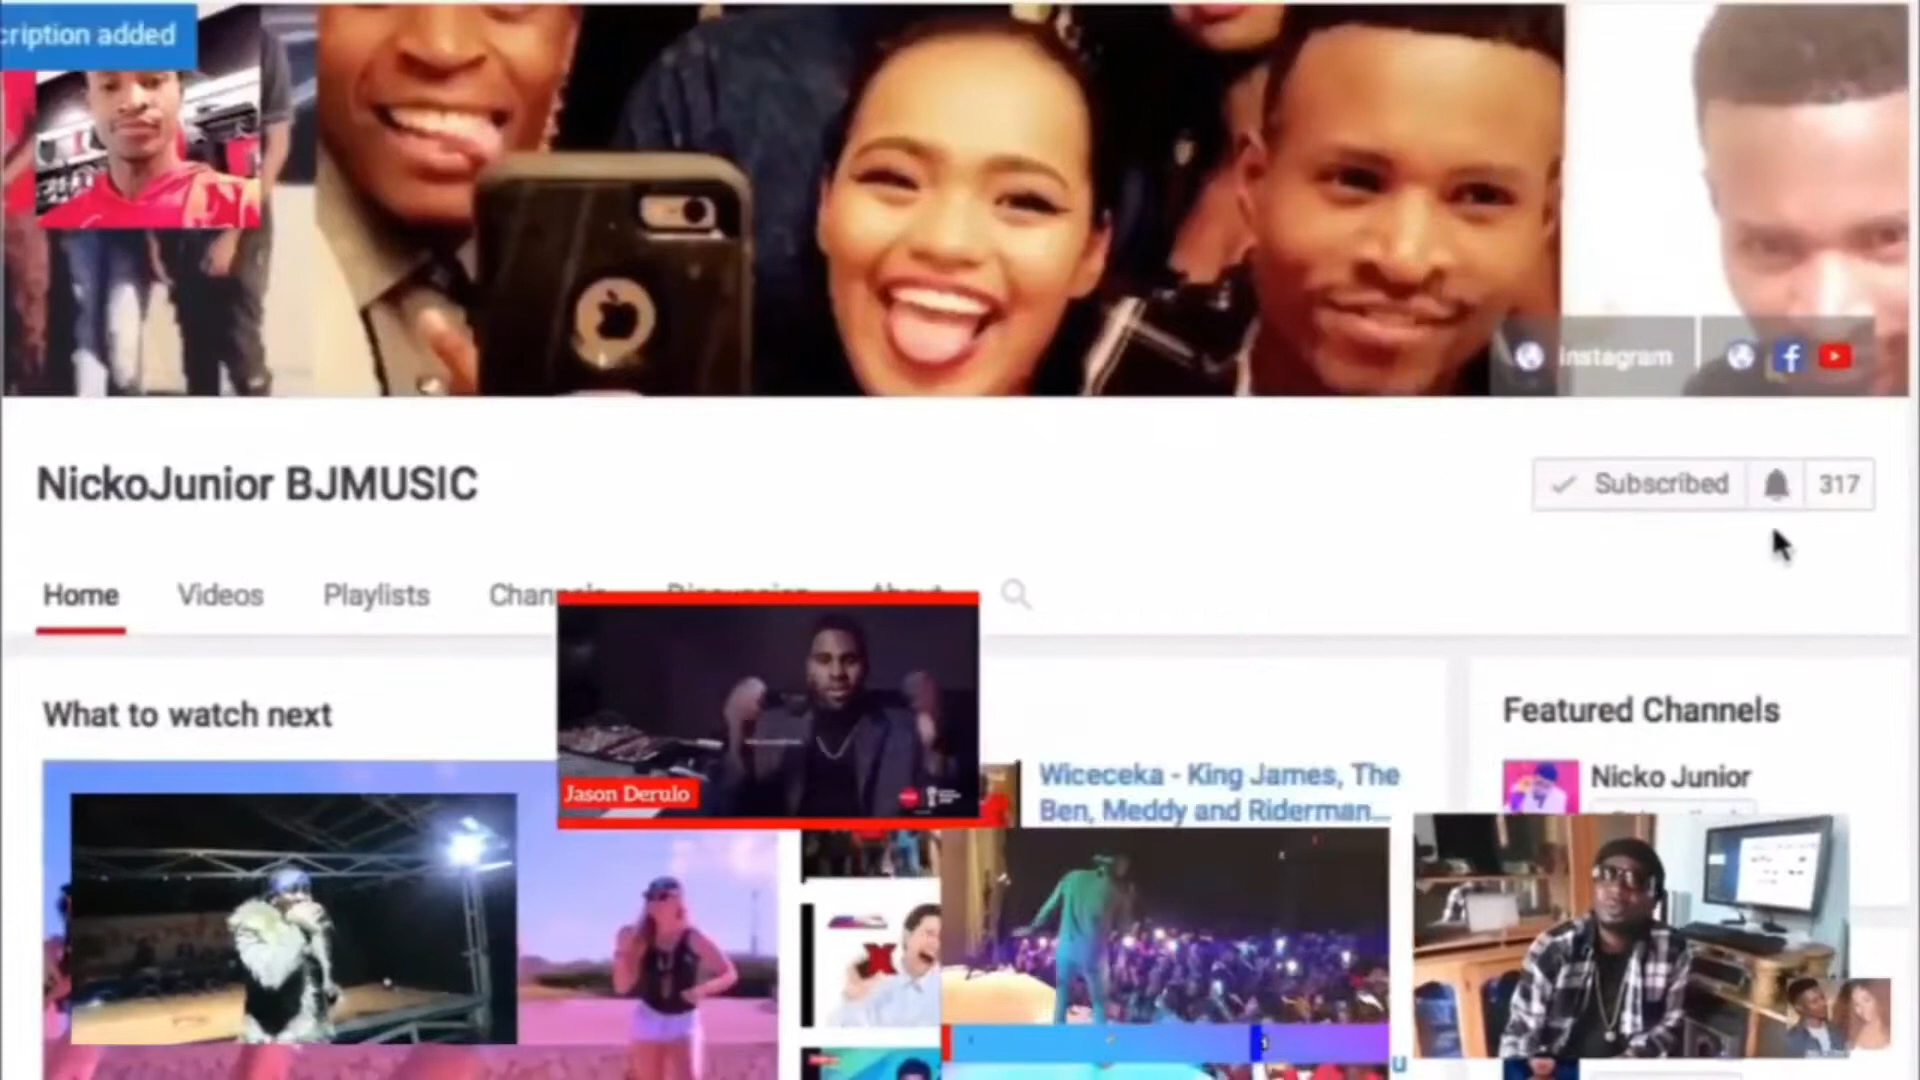 cription added
instagram
NickoJunior BJMUSIC
Subscribed
317
Home
Videos
Playlists
Jason Derulo
What to watch next
Wiceceka - King James, The
Ben, Meddy and Riderman...
Featured Channels
Nicko Junior